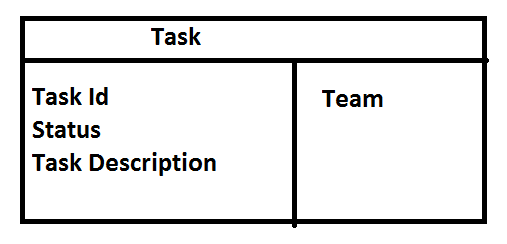 Task
Task Id
Status
Task Description
Team